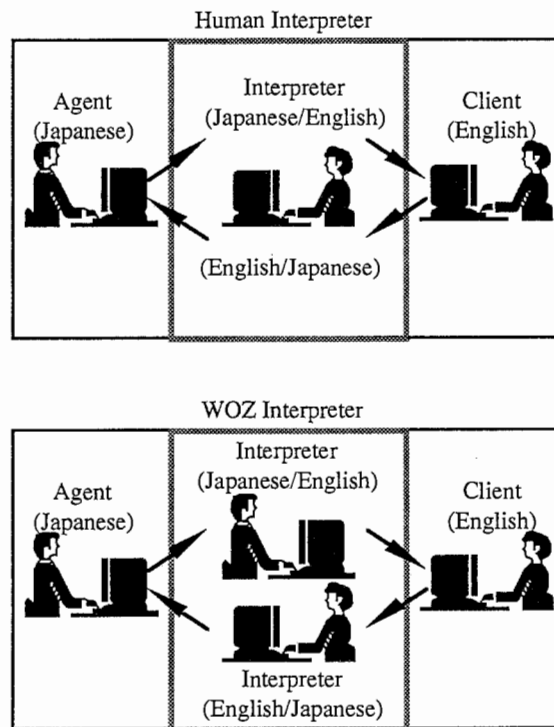 Human Interpreter
Agent
(Japanese)
Interpreter
(Japanese/English)
Client
(English)
(English/Japanese)
WOZ Interpreter
Agent
(Japanese)
Interpreter
(Japanese/English)
Client
(English)
Interpreter
(English/Japanese)